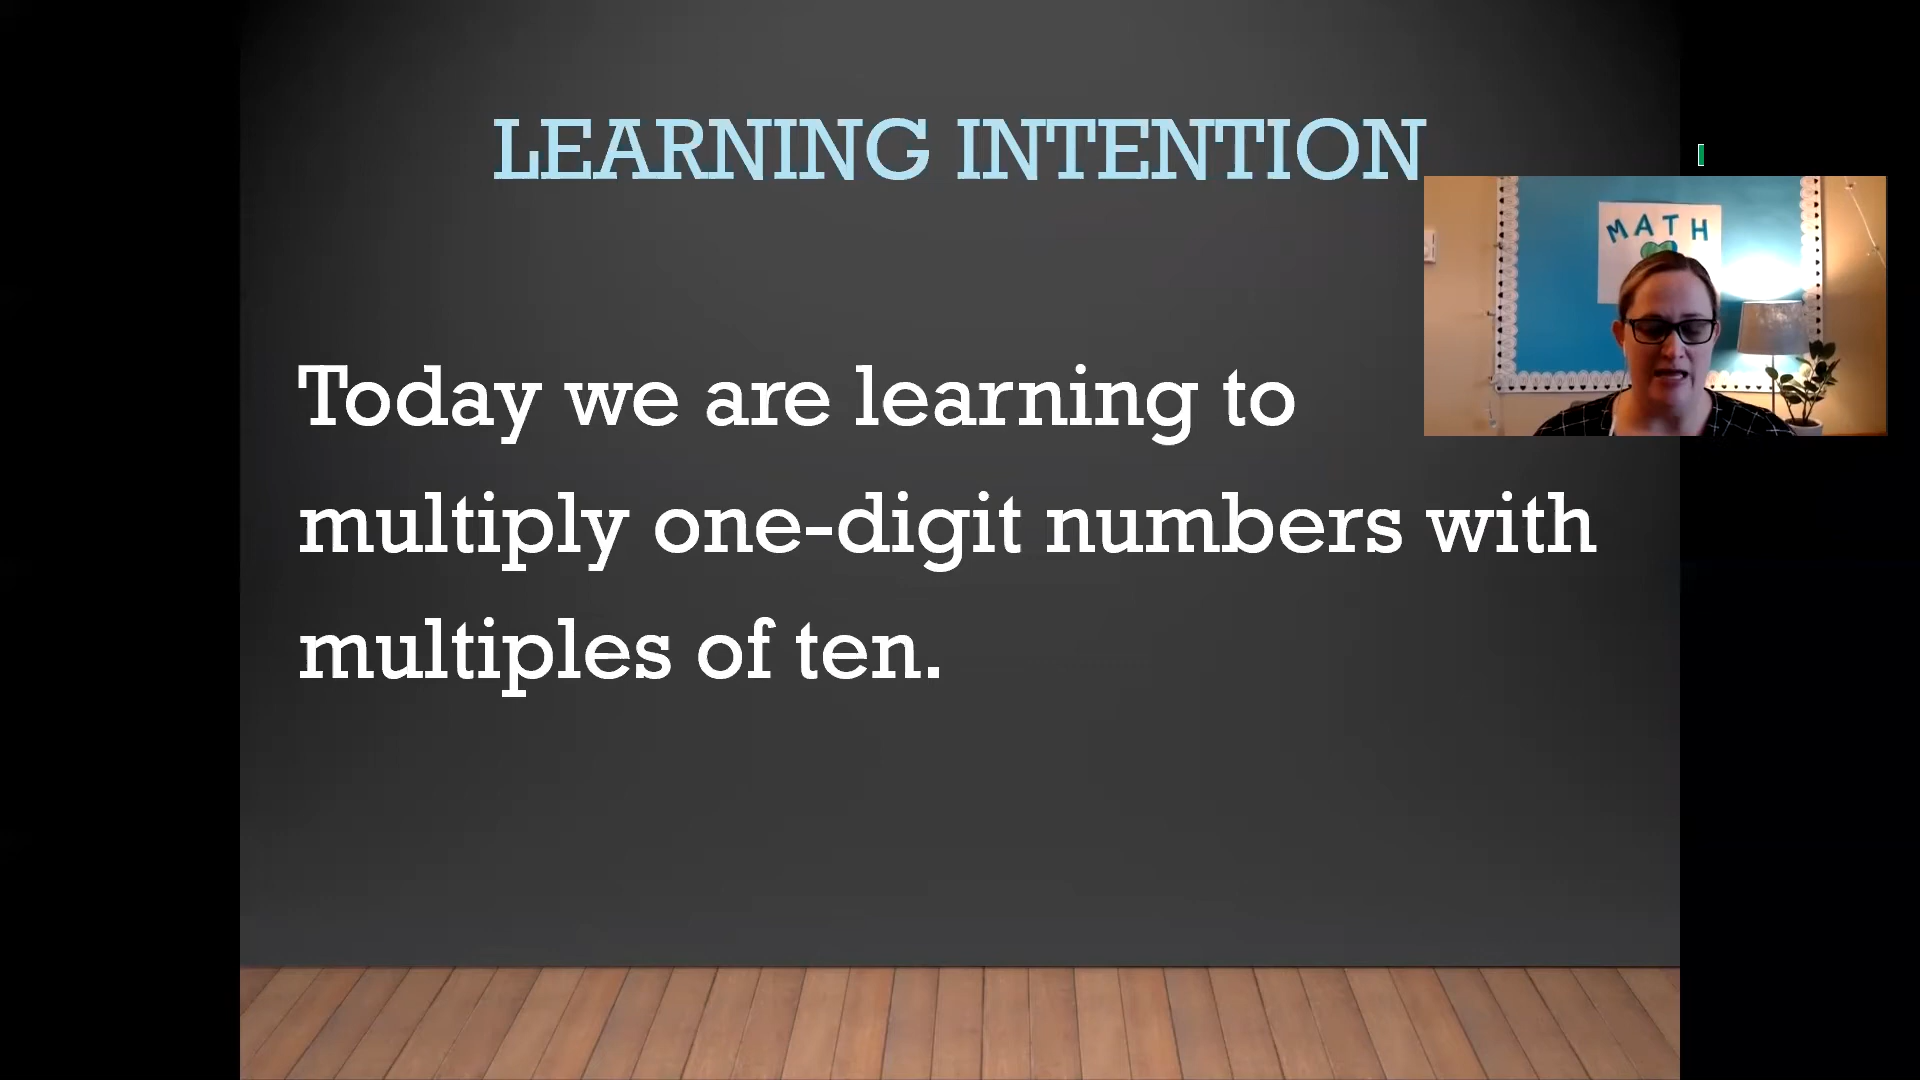 LEARNING INTENTION
MATH
Today we are learning to
multiply one-digit numbers with
multiples of ten.